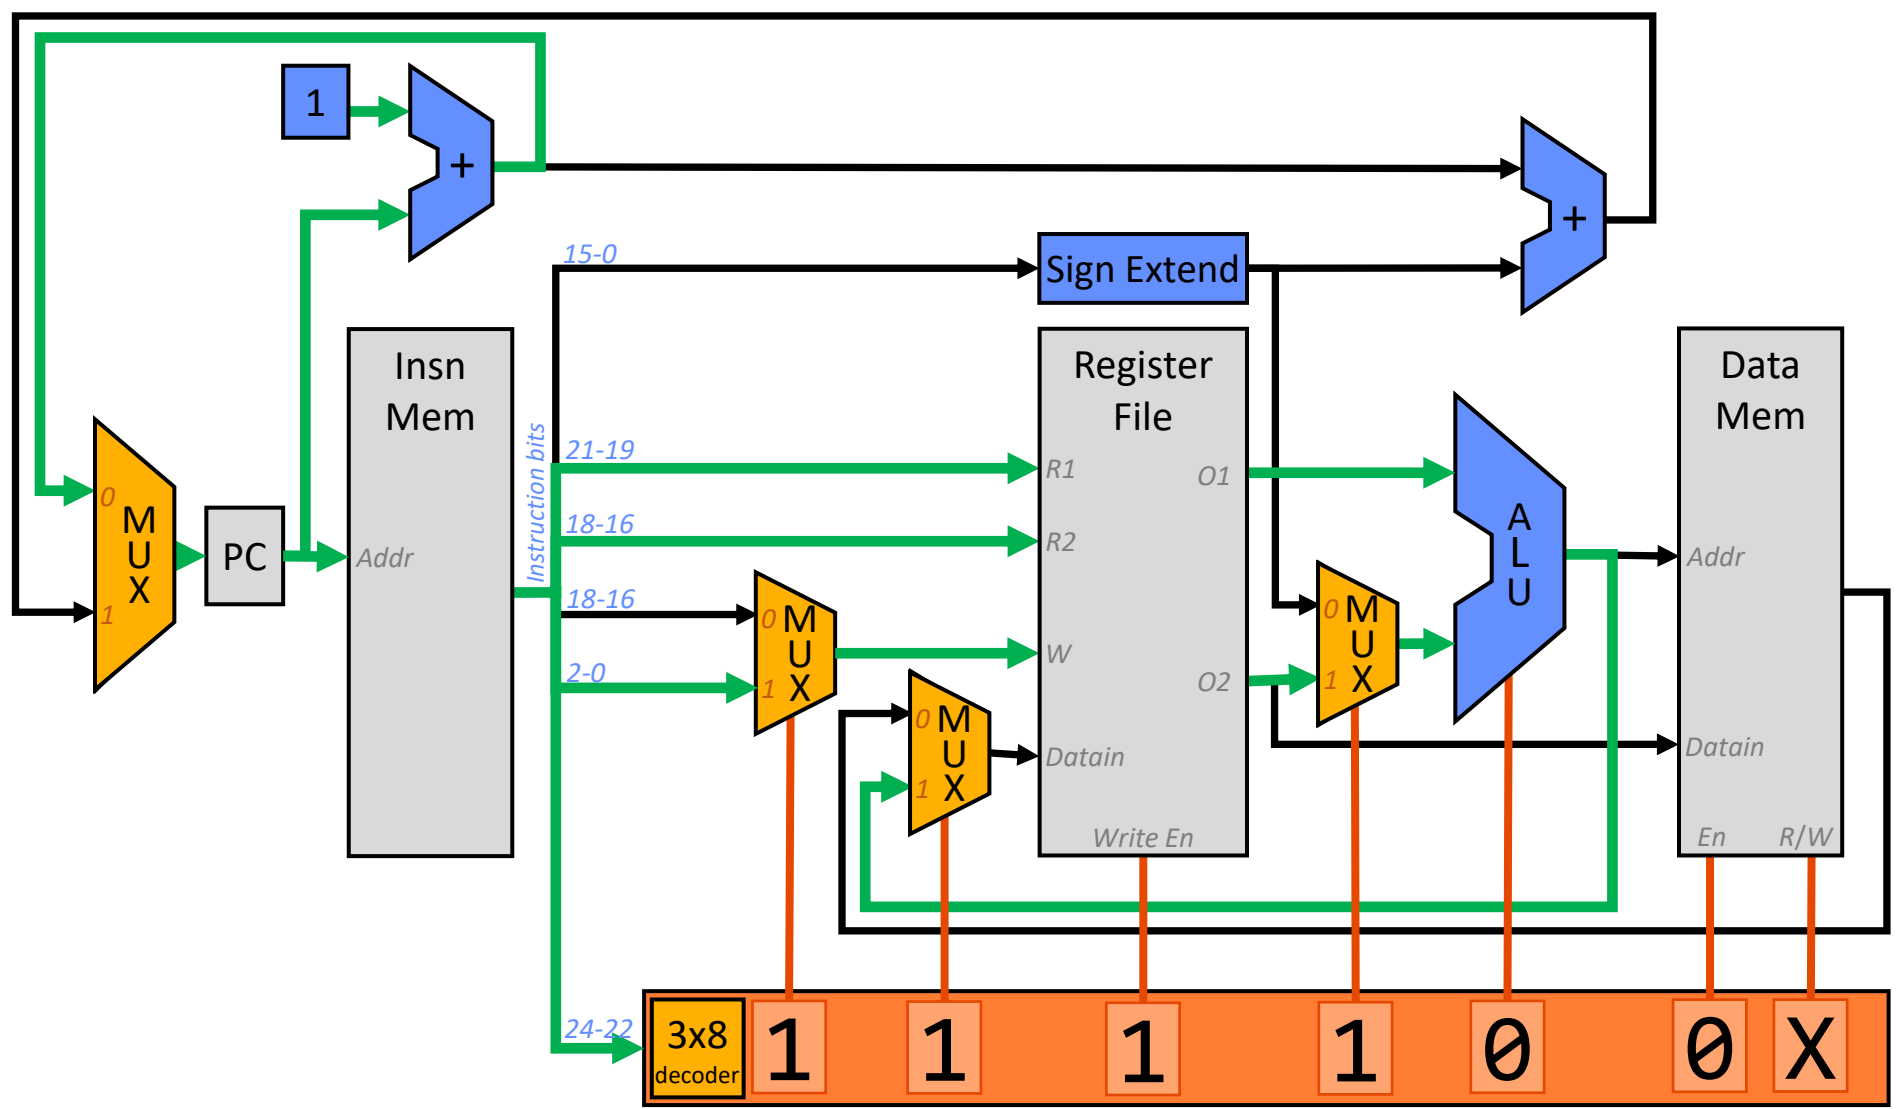 1
+
+
15-0
Sign Extend
Insn
Mem
Register
File
Data
Mem
Instruction bits
21-19
R1
O1
0
M
U
X
1
PC
Addr
18-16
R2
A
L
U
Addr
18-16
0
M
U
X
1
2-0
W
O2
0
M
U
X
1
0
M
U
X
1
Datain
Datain
Write En
En
R/W
24-22
3x8
decoder
1
1
1
1
0
0
X